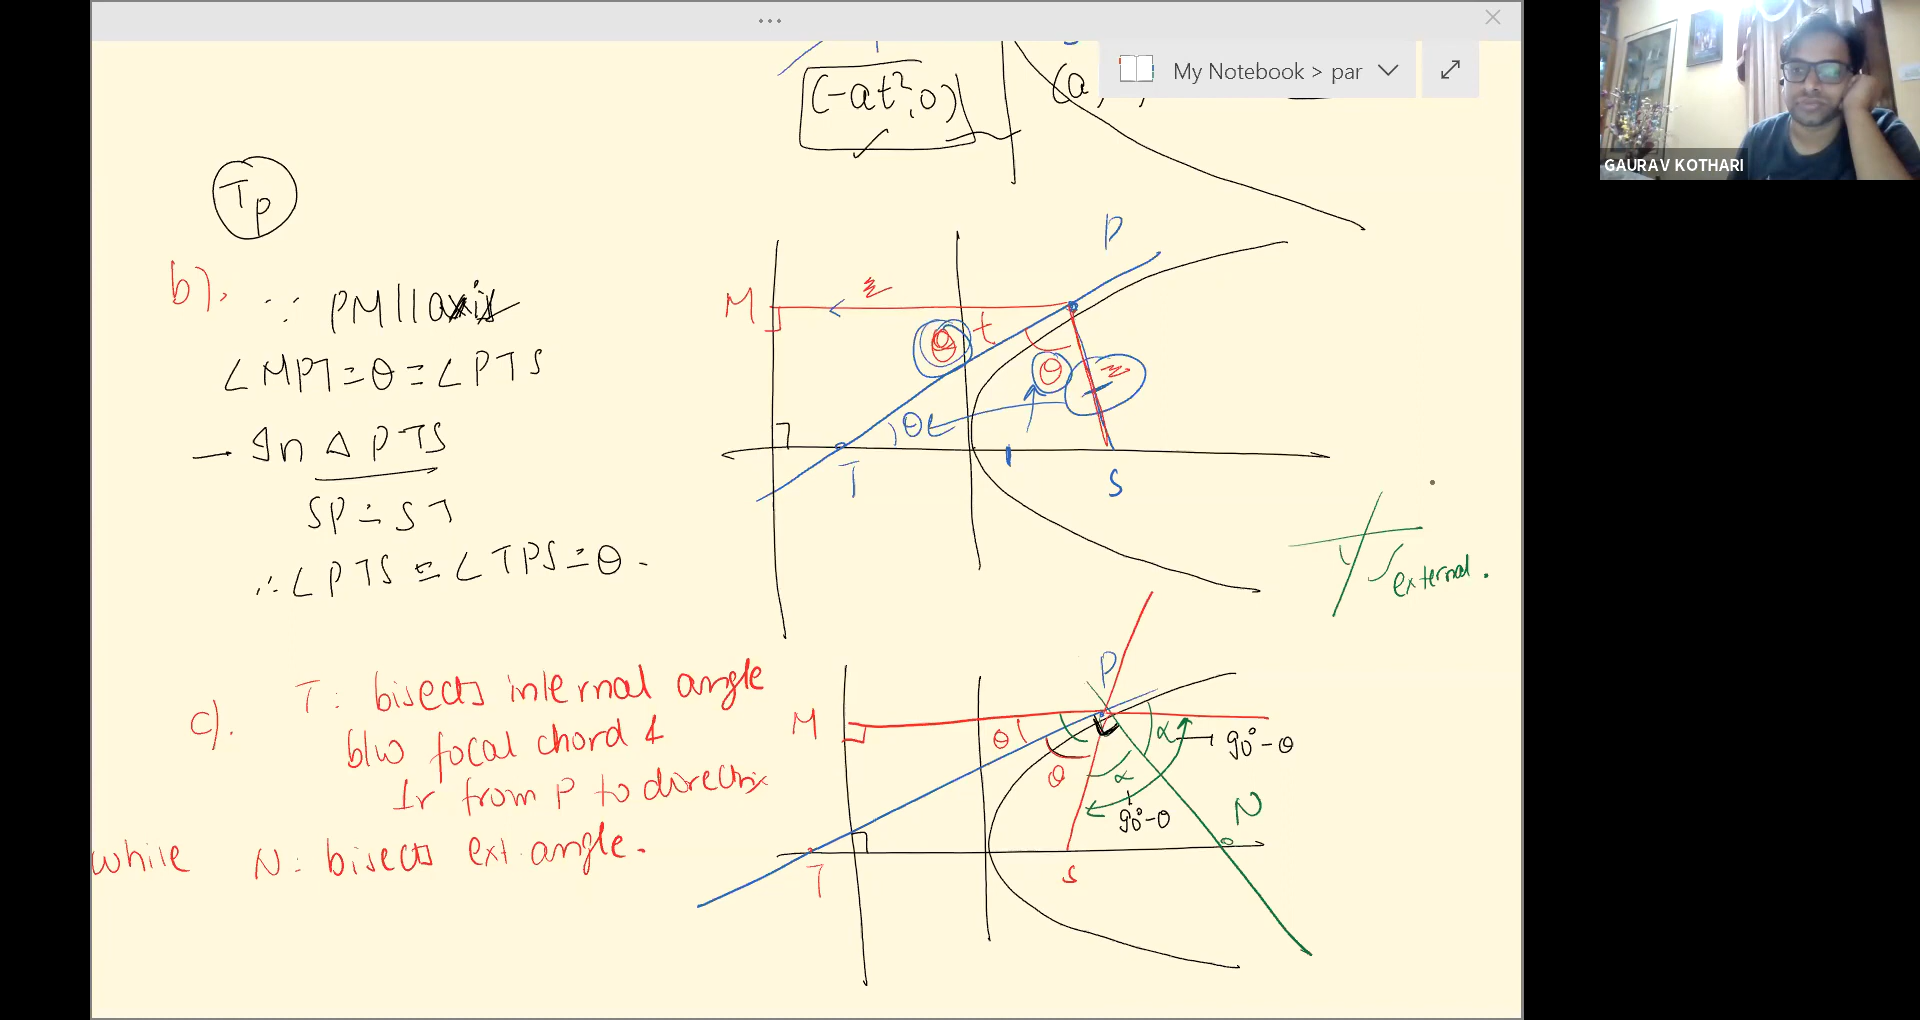 ...
My Notebook > par
(-at², 0)
(a,
GAURAV KOTHARI
Tp
P
b).
∵ PM || axis
M
t
θ
∠MPT = θ = ∠PTS
θ
θ
- In △ PTS
T
S
SP = ST
∴ ∠PTS = ∠TPS = θ.
external.
P
c). T: bisects internal angle
M
θ
α
90° - θ
b/w focal chord &
θ
α
⊥r from P to directrix
90° - θ
N
while N: bisects ext. angle.
T
S